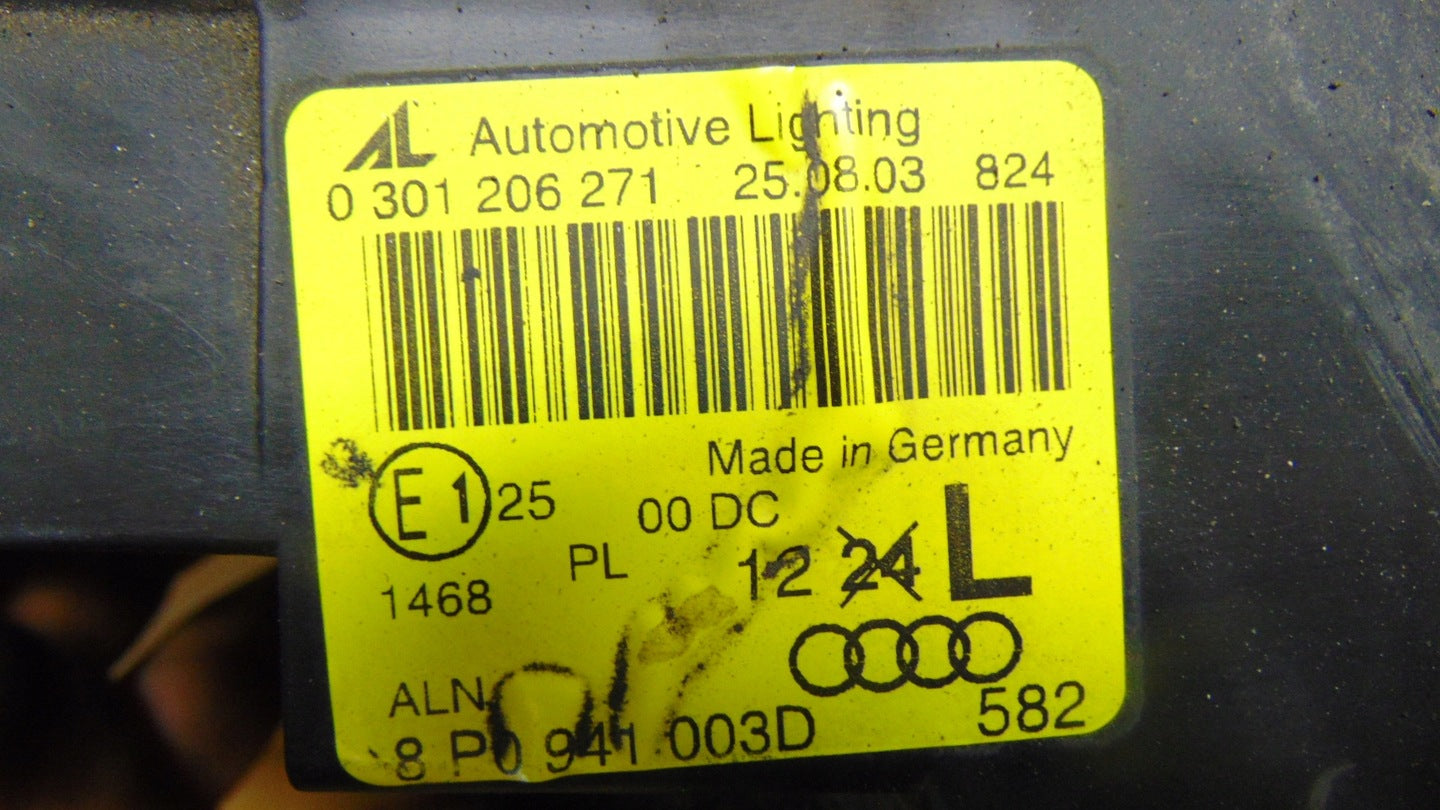 AL Automotive Lighting
0 301 206 271 25.08.03 824
Made in Germany
E1 25 00 DC
PL 12 24 L
1468
ALN
582
8 P0 941 003D